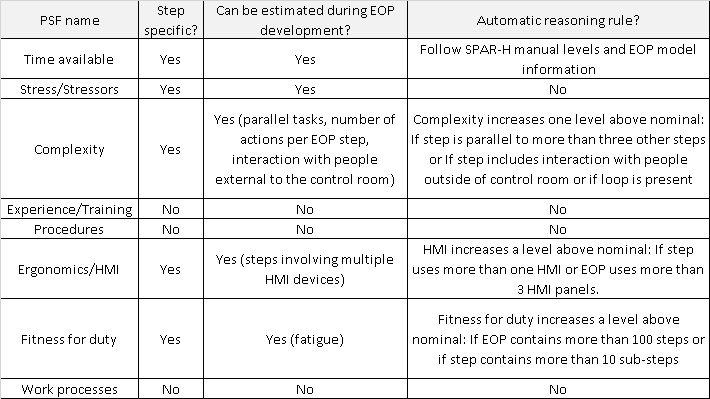 PSF name
Step specific?
Can be estimated during EOP development?
Automatic reasoning rule?
Time available
Yes
Yes
Follow SPAR-H manual levels and EOP model information
Stress/Stressors
Yes
Yes
No
Complexity
Yes
Yes (parallel tasks, number of actions per EOP step, interaction with people external to the control room)
Complexity increases one level above nominal: If step is parallel to more than three other steps or If step includes interaction with people outside of control room or if loop is present
Experience/Training
No
No
No
Procedures
No
No
No
Ergonomics/HMI
Yes
Yes (steps involving multiple HMI devices)
HMI increases a level above nominal: If step uses more than one HMI or EOP uses more than 3 HMI panels.
Fitness for duty
Yes
Yes (fatigue)
Fitness for duty increases a level above nominal: If EOP contains more than 100 steps or if step contains more than 10 sub-steps
Work processes
No
No
No